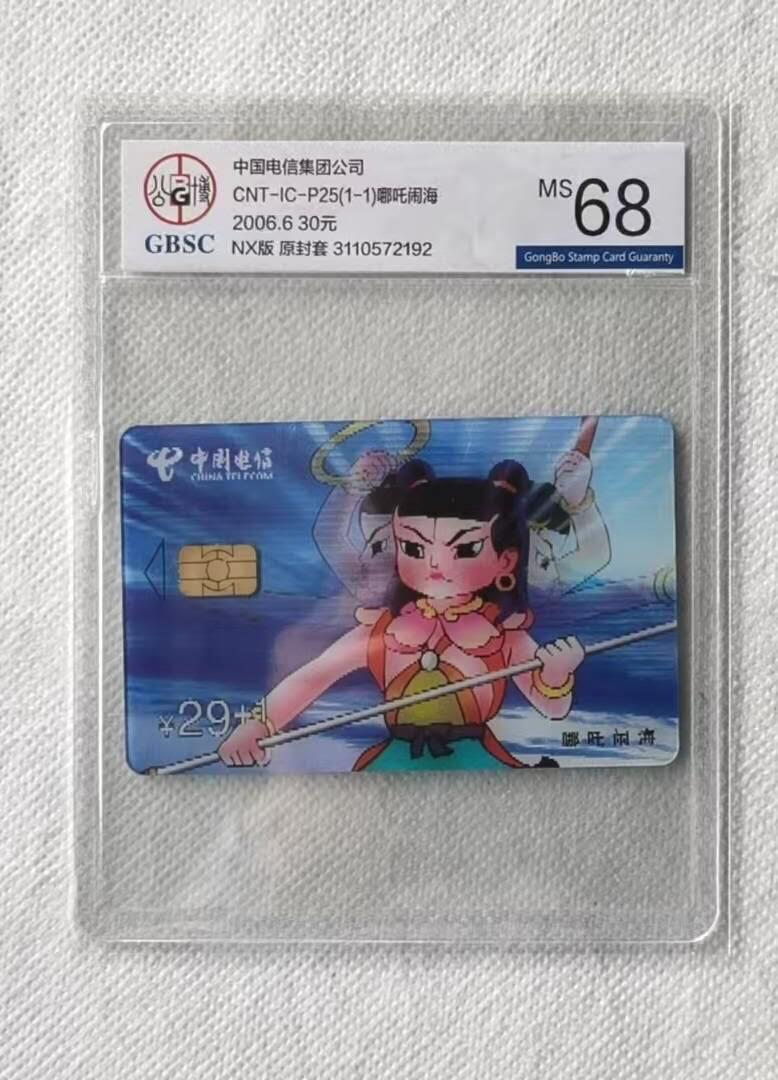 中国电信集团公司
CNT-IC-P25(1-1)哪吒闹海
2006.6 30元
NX版 原封套 3110572192
GBSC
MS 68
GongBo Stamp Card Guaranty
中国电信
CHINA TELECOM
¥29+1
哪吒闹海